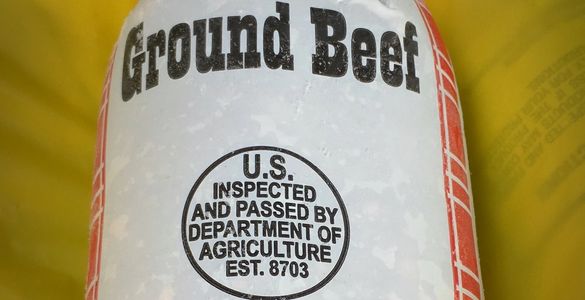 Ground Beef
U.S.
INSPECTED
AND PASSED BY
DEPARTMENT OF
AGRICULTURE
EST. 8703